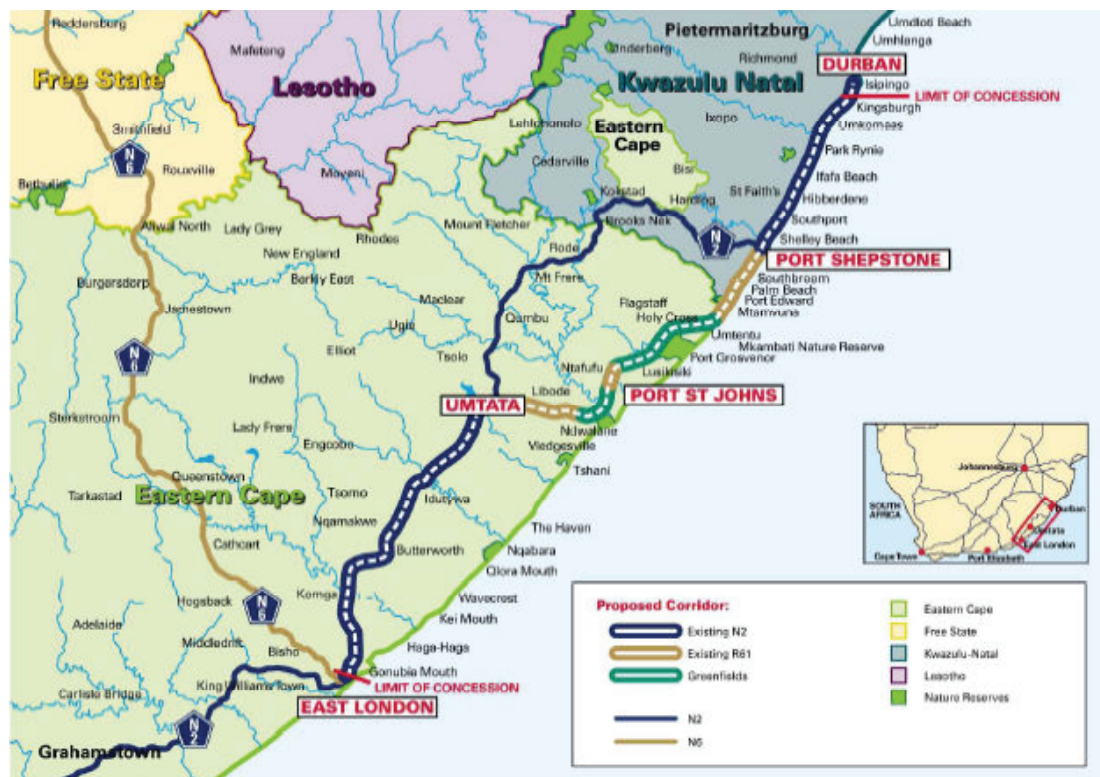 Reddersburg
Mafeteng
Free State
Lesotho
Smithfield
N
6
Rouxville
Bethulie
Moyeni
Pietermaritzburg
Umdloti Beach
Umhlanga
Underberg
Richmond
DURBAN
Kwazulu Natal
Isipingo
LIMIT OF CONCESSION
Kingsburgh
Lehlohonolo
Eastern
Cape
Ixopo
Umkomaas
Cedarville
Park Rynie
Bisi
Ifafa Beach
Kokstad
Harding
St Faith's
Hibberdene
Aliwal North
Lady Grey
Mount Fletcher
Brooks Nek
N
2
Southport
Rhodes
Rode
Shelley Beach
New England
PORT SHEPSTONE
Burgersdorp
Barkly East
Mt Frere
Southbroom
Palm Beach
Port Edward
Mtamvuna
Jamestown
Maclear
Qumbu
Flagstaff
Holy Cross
Ugie
Umtentu
Mkambati Nature Reserve
N
6
Elliot
Tsolo
Port Grosvenor
Ntafufu
Lusikisiki
Indwe
Libode
PORT ST JOHNS
UMTATA
Sterkstroom
Lady Frere
Ndwalane
Engcobo
Viedgesville
Tshani
Queenstown
Tarkastad
Eastern Cape
Tsomo
Idutywa
Nqamakwe
The Haven
Cathcart
Butterworth
Nqabara
Qlora Mouth
Hogsback
N
6
Komga
Wavecrest
Kei Mouth
Adelaide
Middledrift
Bisho
Haga-Haga
Gonubie Mouth
Carlisle Bridge
King Williams Town
LIMIT OF CONCESSION
EAST LONDON
N
2
Grahamstown
Johannesburg
SOUTH
AFRICA
Durban
Umtata
East London
Cape Town
Port Elizabeth
Proposed Corridor:
Existing N2
Existing R61
Greenfields
N2
N6
Eastern Cape
Free State
Kwazulu-Natal
Lesotho
Nature Reserves